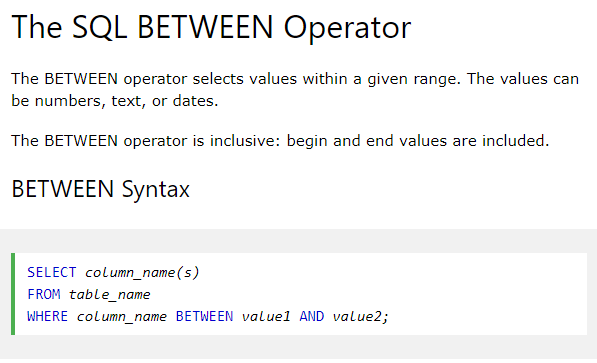 The SQL BETWEEN Operator
The BETWEEN operator selects values within a given range. The values can
be numbers, text, or dates.
The BETWEEN operator is inclusive: begin and end values are included.
BETWEEN Syntax
SELECT column_name(s)
FROM table_name
WHERE column_name BETWEEN value1 AND value2;